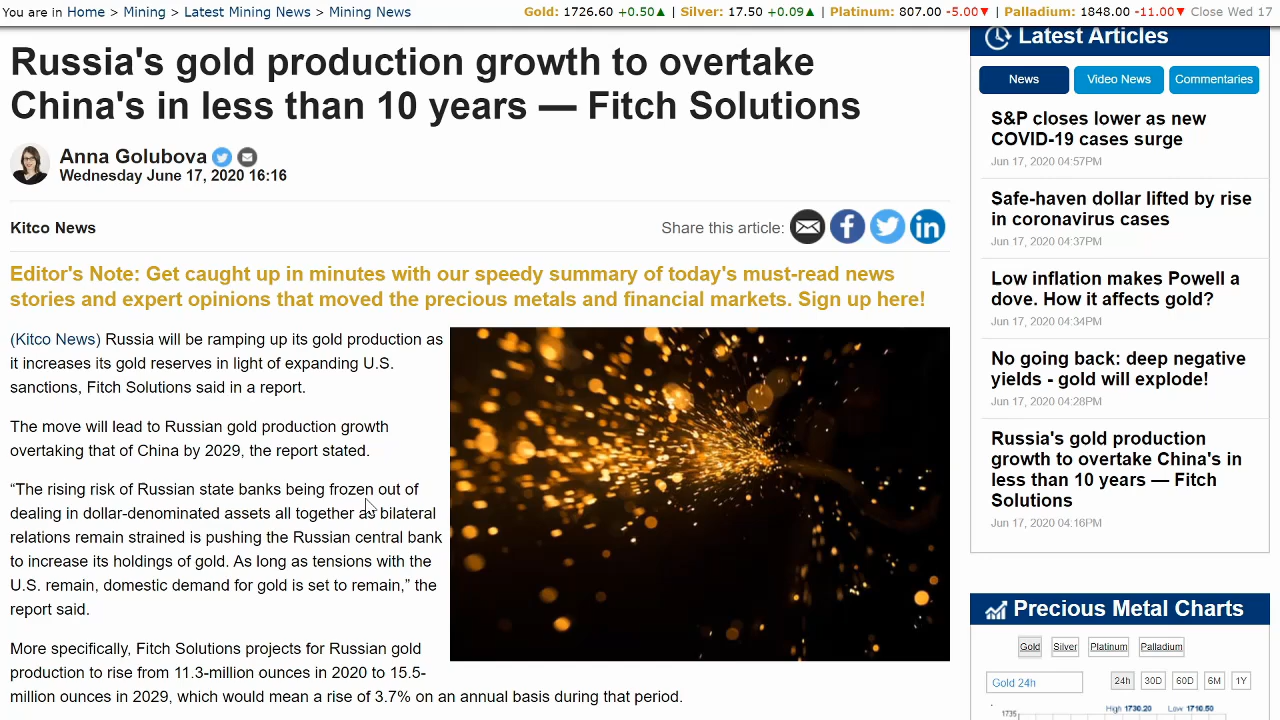 You are in Home > Mining > Latest Mining News > Mining News
Gold: 1726.60 +0.50▲ | Silver: 17.50 +0.09▲ | Platinum: 807.00 -5.00▼ | Palladium: 1848.00 -11.00▼ Close Wed 17
Russia's gold production growth to overtake
China's in less than 10 years — Fitch Solutions
Anna Golubova
Wednesday June 17, 2020 16:16
Kitco News
Share this article:
Editor's Note: Get caught up in minutes with our speedy summary of today's must-read news
stories and expert opinions that moved the precious metals and financial markets. Sign up here!
(Kitco News) Russia will be ramping up its gold production as
it increases its gold reserves in light of expanding U.S.
sanctions, Fitch Solutions said in a report.
The move will lead to Russian gold production growth
overtaking that of China by 2029, the report stated.
“The rising risk of Russian state banks being frozen out of
dealing in dollar-denominated assets all together as bilateral
relations remain strained is pushing the Russian central bank
to increase its holdings of gold. As long as tensions with the
U.S. remain, domestic demand for gold is set to remain,” the
report said.
More specifically, Fitch Solutions projects for Russian gold
production to rise from 11.3-million ounces in 2020 to 15.5-
million ounces in 2029, which would mean a rise of 3.7% on an annual basis during that period.
Latest Articles
News
Video News
Commentaries
S&P closes lower as new
COVID-19 cases surge
Jun 17, 2020 04:57PM
Safe-haven dollar lifted by rise
in coronavirus cases
Jun 17, 2020 04:37PM
Low inflation makes Powell a
dove. How it affects gold?
Jun 17, 2020 04:34PM
No going back: deep negative
yields - gold will explode!
Jun 17, 2020 04:28PM
Russia's gold production
growth to overtake China's in
less than 10 years — Fitch
Solutions
Jun 17, 2020 04:16PM
Precious Metal Charts
Gold
Silver
Platinum
Palladium
Gold 24h
24h
30D
60D
6M
1Y
High 1730.20 Low 1710.50
1735